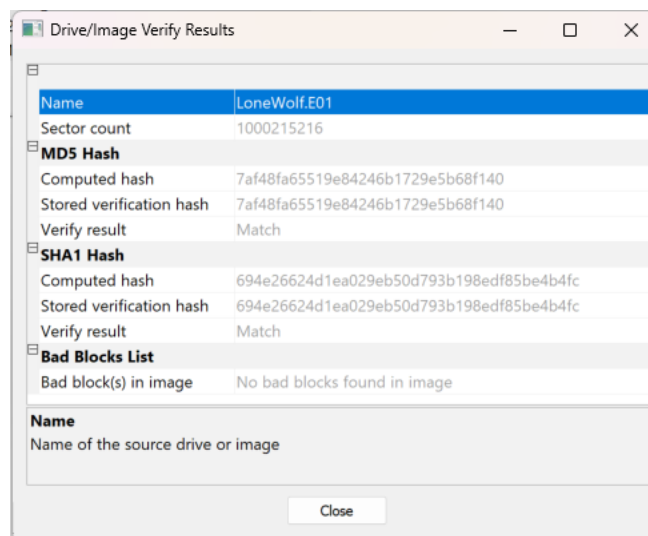 Drive/Image Verify Results
Name LoneWolf.E01
Sector count 1000215216
MD5 Hash
Computed hash 7af48fa65519e84246b1729e5b68f140
Stored verification hash 7af48fa65519e84246b1729e5b68f140
Verify result Match
SHA1 Hash
Computed hash 694e26624d1ea029eb50d793b198edf85be4b4fc
Stored verification hash 694e26624d1ea029eb50d793b198edf85be4b4fc
Verify result Match
Bad Blocks List
Bad block(s) in image No bad blocks found in image
Name
Name of the source drive or image
Close